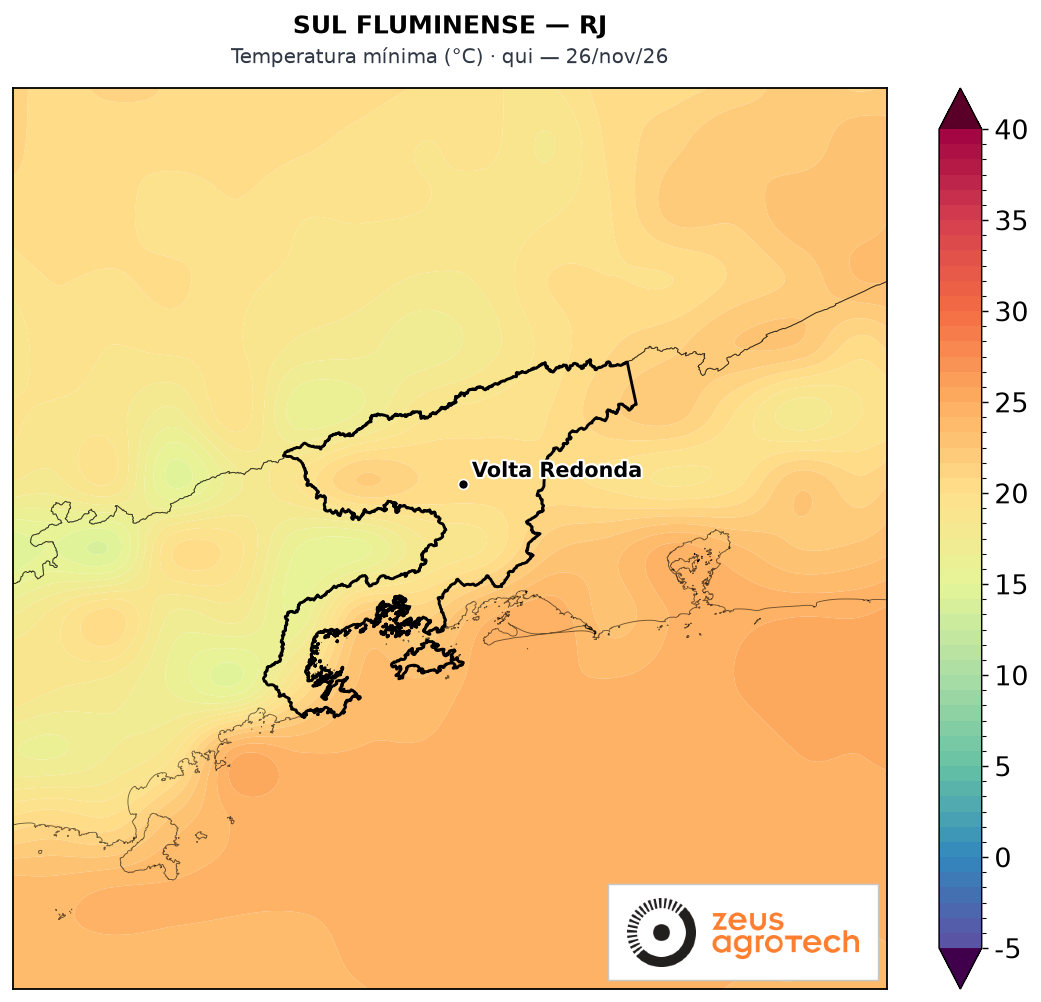 SUL FLUMINENSE — RJ
Temperatura mínima (°C) · qui — 26/nov/26
Volta Redonda
40
35
30
25
20
15
10
5
0
-5
zeus
agrotech